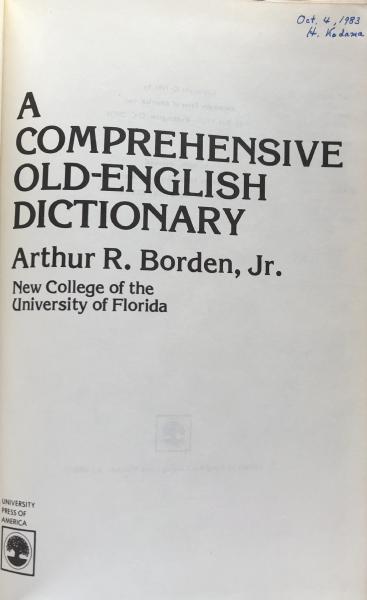 Oct. 4, 1983
H. Kodama
A
COMPREHENSIVE
OLD-ENGLISH
DICTIONARY
Arthur R. Borden, Jr.
New College of the
University of Florida
UNIVERSITY
PRESS OF
AMERICA